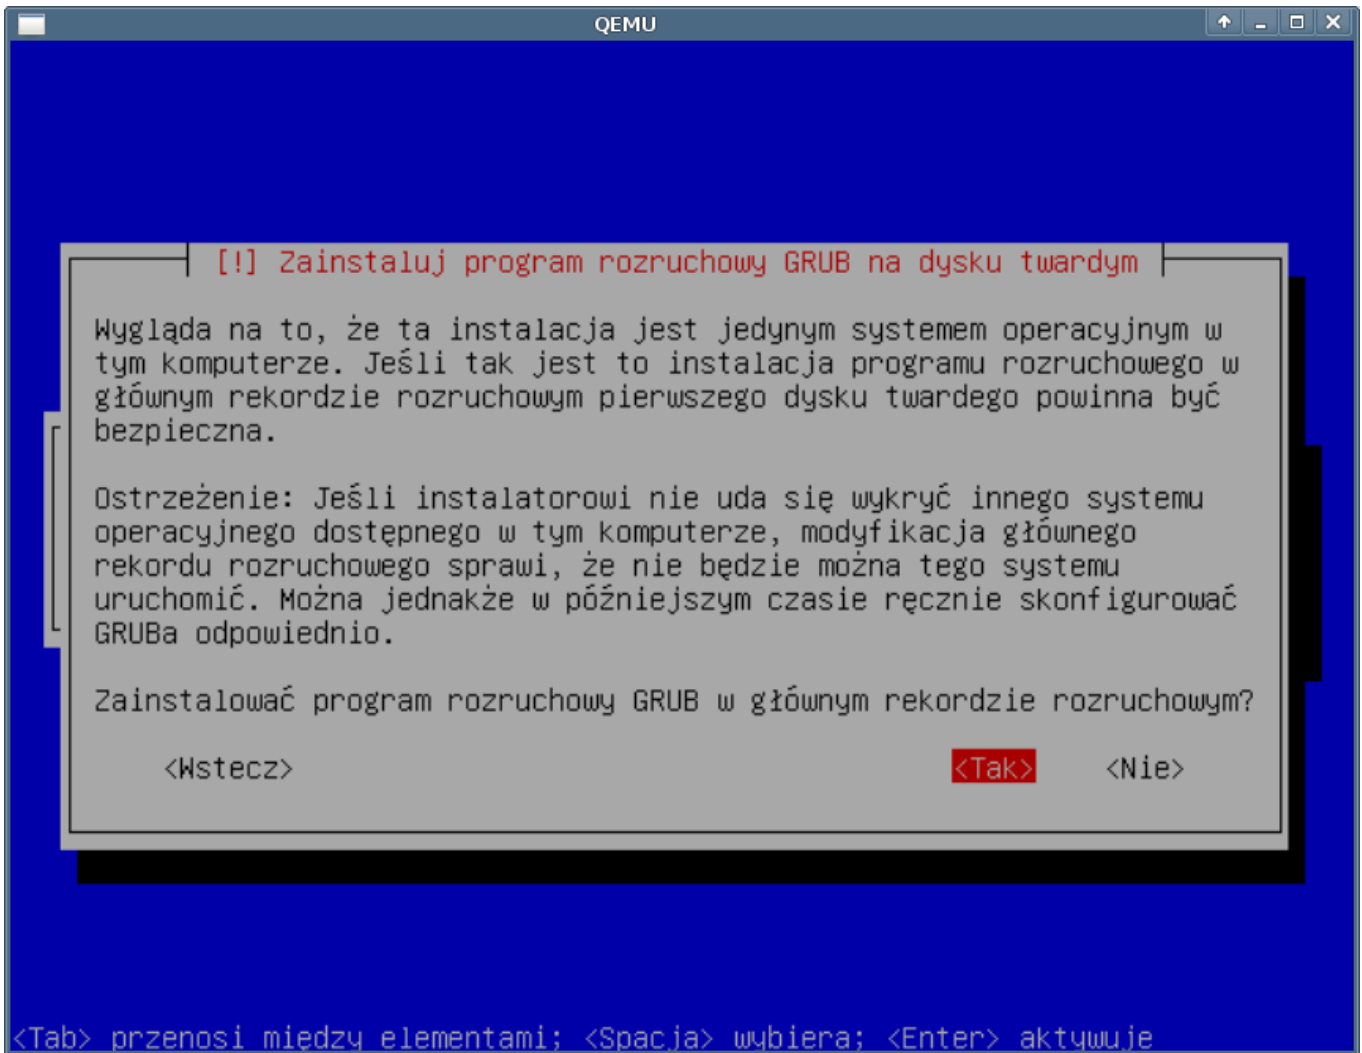 QEMU
[!] Zainstaluj program rozruchowy GRUB na dysku twardym
Wygląda na to, że ta instalacja jest jedynym systemem operacyjnym w
tym komputerze. Jeśli tak jest to instalacja programu rozruchowego w
głównym rekordzie rozruchowym pierwszego dysku twardego powinna być
bezpieczna.
Ostrzeżenie: Jeśli instalatorowi nie uda się wykryć innego systemu
operacyjnego dostępnego w tym komputerze, modyfikacja głównego
rekordu rozruchowego sprawi, że nie będzie można tego systemu
uruchomić. Można jednakże w późniejszym czasie ręcznie skonfigurować
GRUBa odpowiednio.
Zainstalować program rozruchowy GRUB w głównym rekordzie rozruchowym?
<Wstecz> <Tak> <Nie>
<Tab> przenosi między elementami; <Spacja> wybiera; <Enter> aktywuje